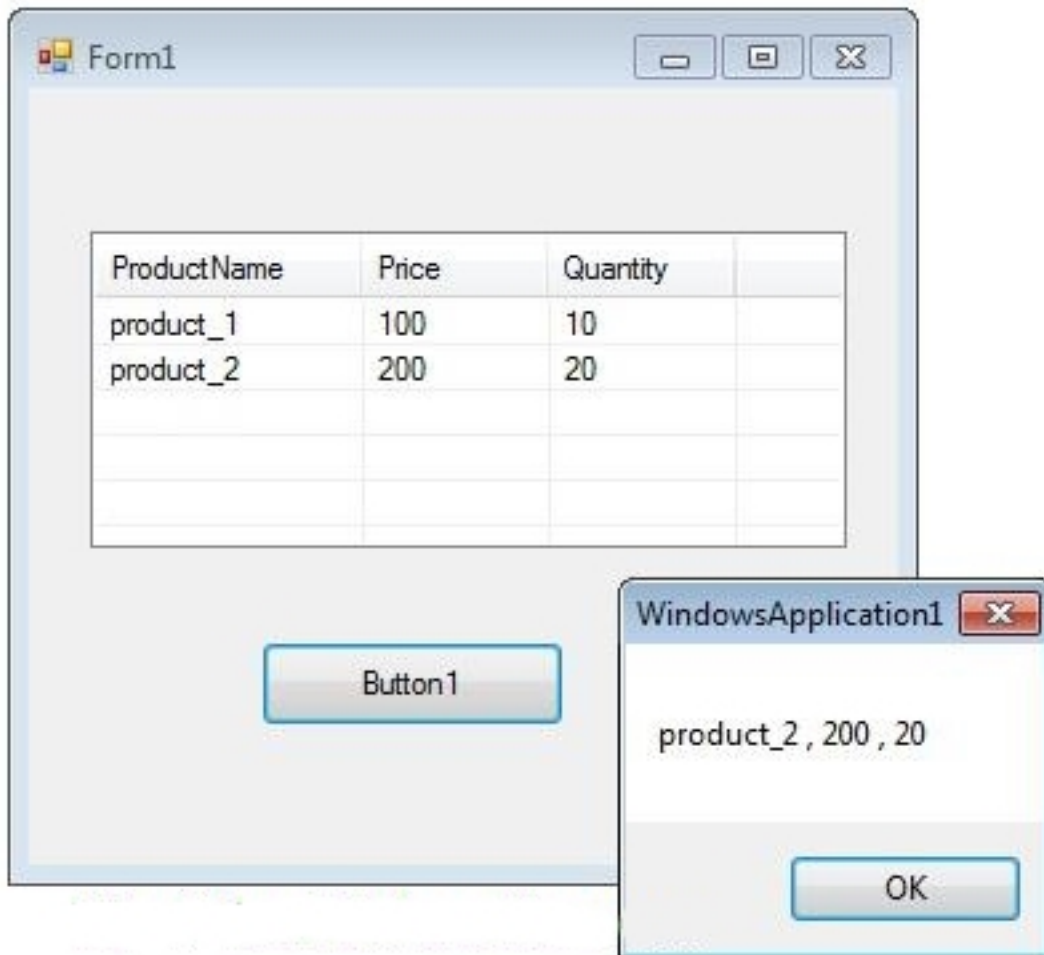 Form1
ProductName Price Quantity
product_1 100 10
product_2 200 20
Button1
WindowsApplication1
product_2 , 200 , 20
OK